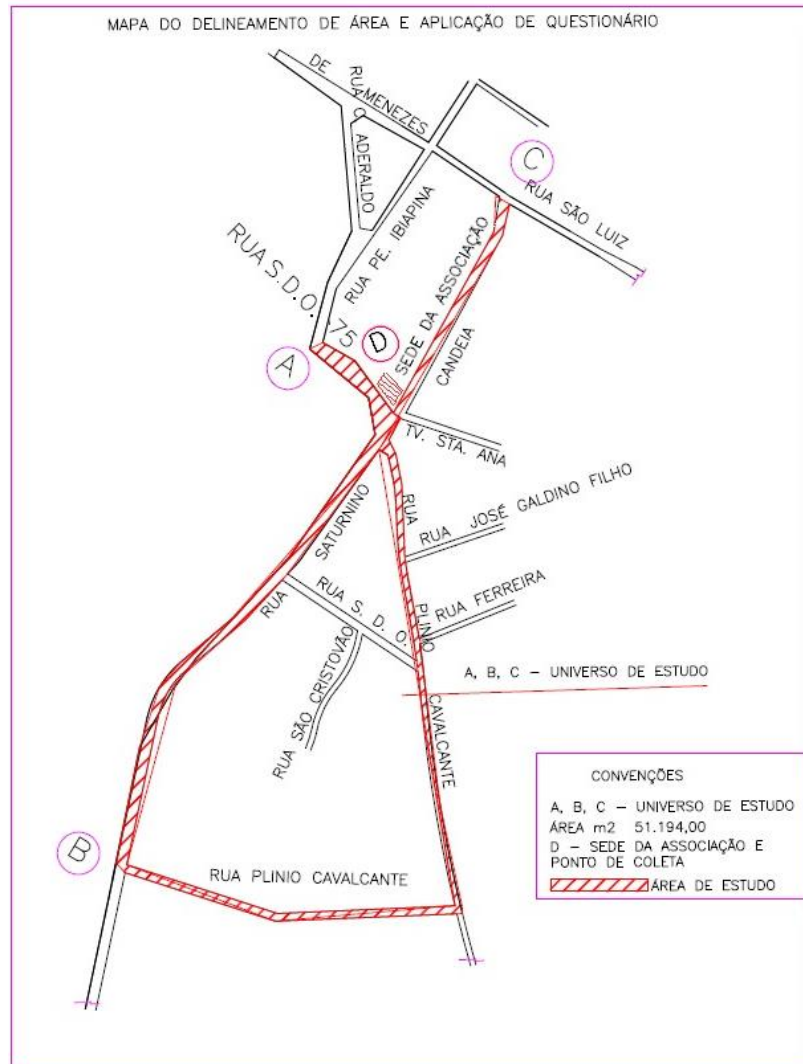 MAPA DO DELINEAMENTO DE ÁREA E APLICAÇÃO DE QUESTIONÁRIO
RUA
DE
MENEZES
ADERALDO
C
RUA SÃO LUIZ
RUA PE. IBIAPINA
RUA S.D.O. 75
D
SEDE DA ASSOCIAÇÃO
CANDEIA
A
TV. STA. ANA
SATURNINO
RUA
RUA
RUA JOSÉ GALDINO FILHO
RUA S. D. O.
PLINIO
RUA FERREIRA
RUA SÃO CRISTOVÃO
A, B, C – UNIVERSO DE ESTUDO
CAVALCANTE
B
RUA PLINIO CAVALCANTE
CONVENÇÕES
A, B, C – UNIVERSO DE ESTUDO
ÁREA m2 51.194,00
D – SEDE DA ASSOCIAÇÃO E
PONTO DE COLETA
ÁREA DE ESTUDO